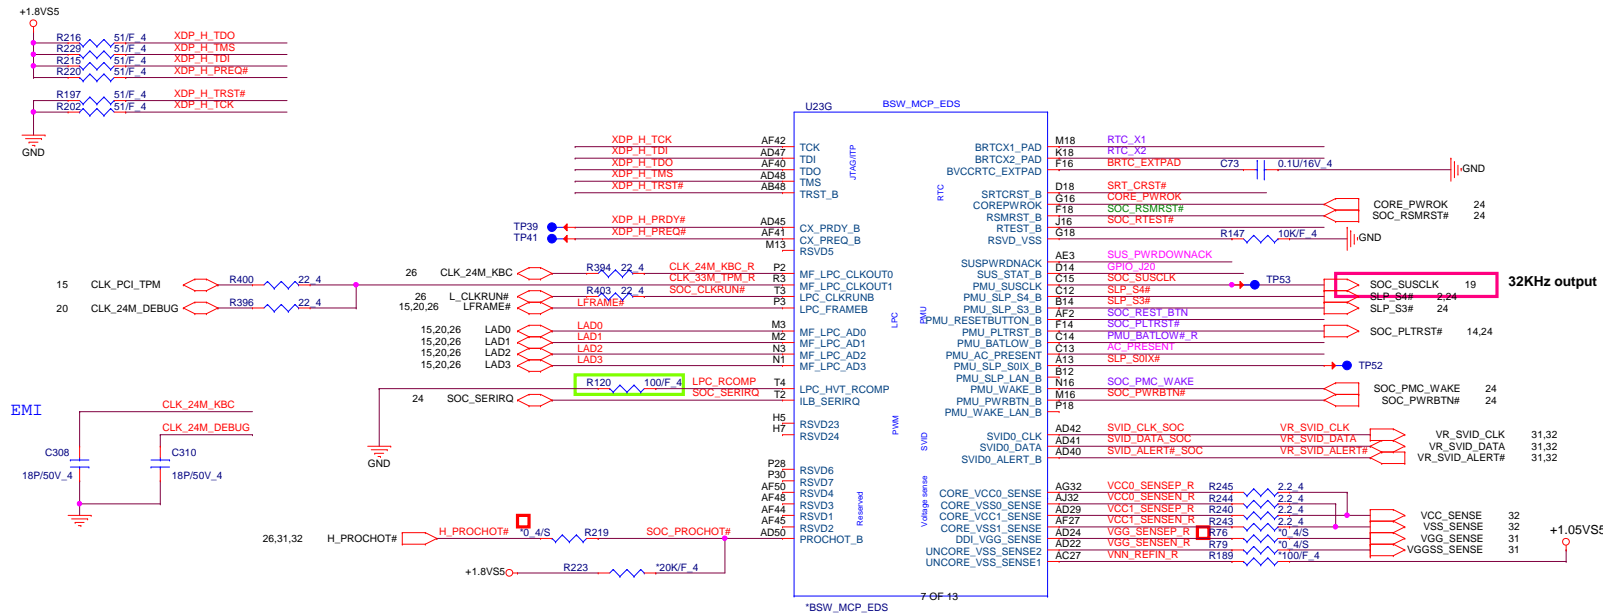 +1.8VS5
R216 51/F_4 XDP_H_TDO
R229 51/F_4 XDP_H_TMS
R215 51/F_4 XDP_H_TDI
R220 51/F_4 XDP_H_PREQ#
R197 51/F_4 XDP_H_TRST#
R202 51/F_4 XDP_H_TCK
GND
U23G BSW_MCP_EDS
XDP_H_TCK AF42 TCK
XDP_H_TDI AD47 TDI
XDP_H_TDO AF40 TDO
XDP_H_TMS AD48 TMS
XDP_H_TRST# AB48 TRST_B
JTAG/ITP
TP39 XDP_H_PRDY# AD45 CX_PRDY_B
TP41 XDP_H_PREQ# AF41 CX_PREQ_B
M13 RSVD5
26 CLK_24M_KBC R394 22_4 CLK_24M_KBC_R P2 MF_LPC_CLKOUT0
15 CLK_PCI_TPM R400 22_4 CLK_33M_TPM_R R3 MF_LPC_CLKOUT1
26 L_CLKRUN# R403 22_4 SOC_CLKRUN# T3 LPC_CLKRUNB
20 CLK_24M_DEBUG R396 22_4
15,20,26 LFRAME# LFRAME# P3 LPC_FRAMEB
LPC
15,20,26 LAD0 LAD0 M3 MF_LPC_AD0
15,20,26 LAD1 LAD1 M2 MF_LPC_AD1
15,20,26 LAD2 LAD2 N3 MF_LPC_AD2
15,20,26 LAD3 LAD3 N1 MF_LPC_AD3
R120 100/F_4 LPC_RCOMP T4 LPC_HVT_RCOMP
24 SOC_SERIRQ SOC_SERIRQ T2 ILB_SERIRQ
GND
H5 RSVD23
H7 RSVD24
PWM
P28 RSVD6
P30 RSVD7
AF50 RSVD4
AF48 RSVD3
AF44 RSVD1
AF45 RSVD2
Reserved
26,31,32 H_PROCHOT# H_PROCHOT# *0_4/S R219 SOC_PROCHOT# AD50 PROCHOT_B
+1.8VS5 R223 *20K/F_4
EMI
CLK_24M_KBC
CLK_24M_DEBUG
C308 18P/50V_4
C310 18P/50V_4
BRTCX1_PAD M18 RTC_X1
BRTCX2_PAD K18 RTC_X2
BVCCRTC_EXTPAD F16 BRTC_EXTPAD C73 0.1U/16V_4 GND
RTC
SRTCRST_B D18 SRT_CRST#
COREPWROK G16 CORE_PWROK CORE_PWROK 24
RSMRST_B F18 SOC_RSMRST# SOC_RSMRST# 24
RTEST_B J16 SOC_RTEST#
RSVD_VSS G18 R147 10K/F_4 GND
SUSPWRDNACK AE3 SUS_PWRDOWNACK
SUS_STAT_B D14 GPIO_J20
PMU_SUSCLK C15 SOC_SUSCLK TP53 SOC_SUSCLK 19 32KHz output
PMU_SLP_S4_B C12 SLP_S4# SLP_S4# 2,24
PMU_SLP_S3_B B14 SLP_S3# SLP_S3# 24
PMU
PMU_RESETBUTTON_B AF2 SOC_REST_BTN
PMU_PLTRST_B F14 SOC_PLTRST# SOC_PLTRST# 14,24
PMU_BATLOW_B C14 PMU_BATLOW#_R
PMU_AC_PRESENT C13 AC_PRESENT
PMU_SLP_S0IX_B A13 SLP_S0IX# TP52
PMU_SLP_LAN_B B12
PMU_WAKE_B N16 SOC_PMC_WAKE SOC_PMC_WAKE 24
PMU_PWRBTN_B M16 SOC_PWRBTN# SOC_PWRBTN# 24
PMU_WAKE_LAN_B P18
SVID
SVID0_CLK AD42 SVID_CLK_SOC VR_SVID_CLK VR_SVID_CLK 31,32
SVID0_DATA AD41 SVID_DATA_SOC VR_SVID_DATA VR_SVID_DATA 31,32
SVID0_ALERT_B AD40 SVID_ALERT#_SOC VR_SVID_ALERT# VR_SVID_ALERT# 31,32
Voltage sense
CORE_VCC0_SENSE AG32 VCC0_SENSEP_R R245 2.2_4
CORE_VSS0_SENSE AJ32 VCC0_SENSEN_R R244 2.2_4
CORE_VCC1_SENSE AD29 VCC1_SENSEP_R R240 2.2_4 VCC_SENSE 32
CORE_VSS1_SENSE AF27 VCC1_SENSEN_R R243 2.2_4 VSS_SENSE 32
DDI_VGG_SENSE AD24 VGG_SENSEP_R R76 *0_4/S VGG_SENSE 31
UNCORE_VSS_SENSE2 AD22 VGG_SENSEN_R R79 *0_4/S VGGSS_SENSE 31
UNCORE_VSS_SENSE1 AC27 VNN_REFIN_R R189 *100/F_4 +1.05VS5
7 OF 13
*BSW_MCP_EDS